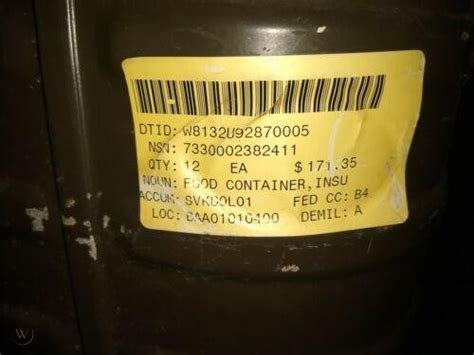 DTID: W8132U92870005
NSN: 7330002382411
QTY: 12 EA $ 171.35
NOUN: FOOD CONTAINER,INSU
ACCUM: SVKBOL01 FED CC: B4
LOC: BAA01010400 DEMIL: A